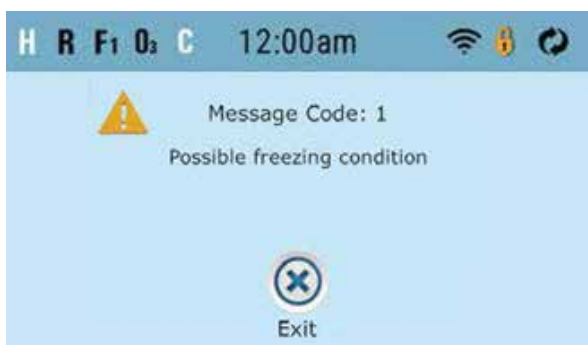 H R F1 O3 C 12:00am
Message Code: 1
Possible freezing condition
Exit